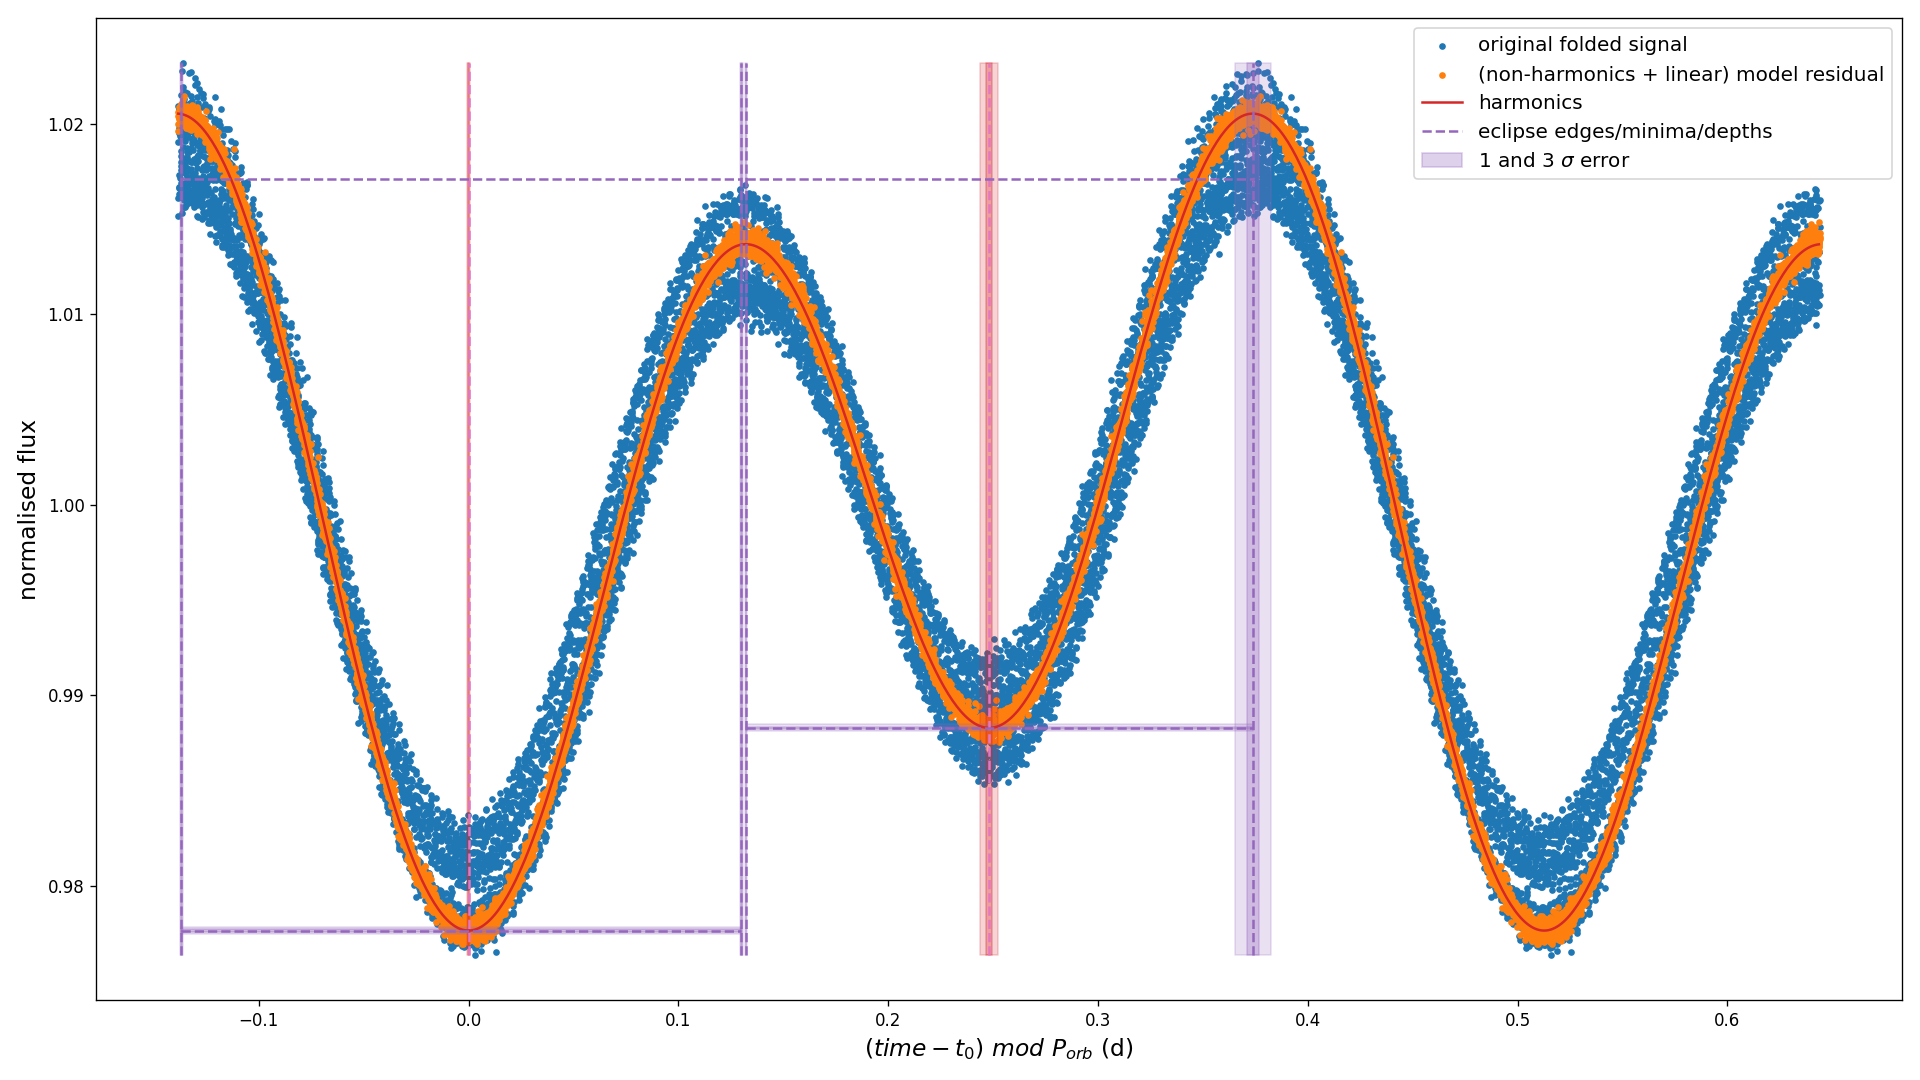 original folded signal
(non-harmonics + linear) model residual
harmonics
eclipse edges/minima/depths
1 and 3 σ error
normalised flux
1.02
1.01
1.00
0.99
0.98
−0.1 0.0 0.1 0.2 0.3 0.4 0.5 0.6
(time − t₀) mod Pₒᵣb (d)